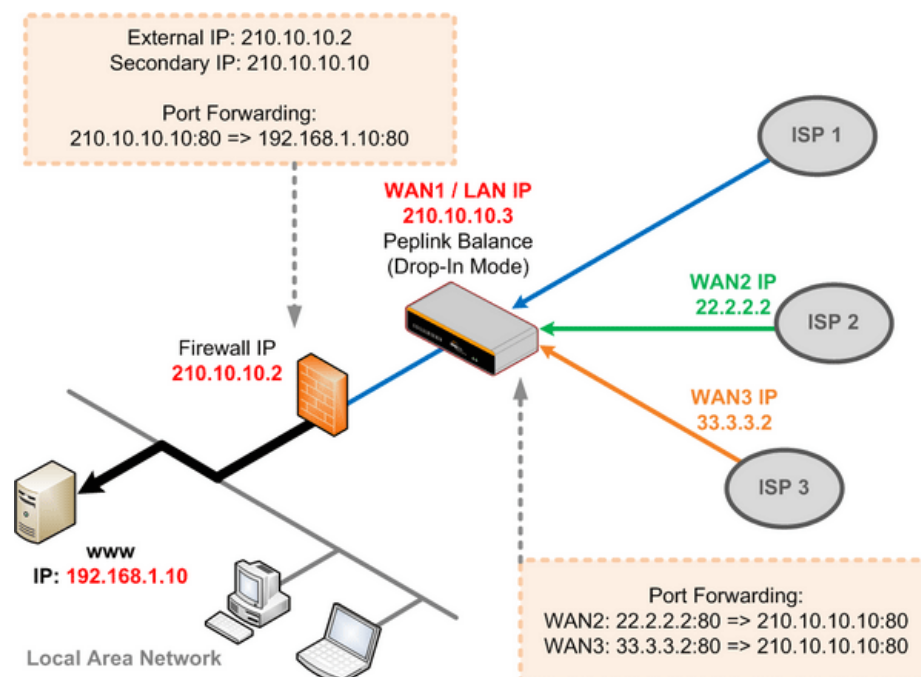 External IP: 210.10.10.2
Secondary IP: 210.10.10.10
Port Forwarding:
210.10.10.10:80 => 192.168.1.10:80
ISP 1
WAN1 / LAN IP
210.10.10.3
Peplink Balance
(Drop-In Mode)
WAN2 IP
22.2.2.2
ISP 2
Firewall IP
210.10.10.2
WAN3 IP
33.3.3.2
ISP 3
www
IP: 192.168.1.10
Local Area Network
Port Forwarding:
WAN2: 22.2.2.2:80 => 210.10.10.10:80
WAN3: 33.3.3.2:80 => 210.10.10.10:80